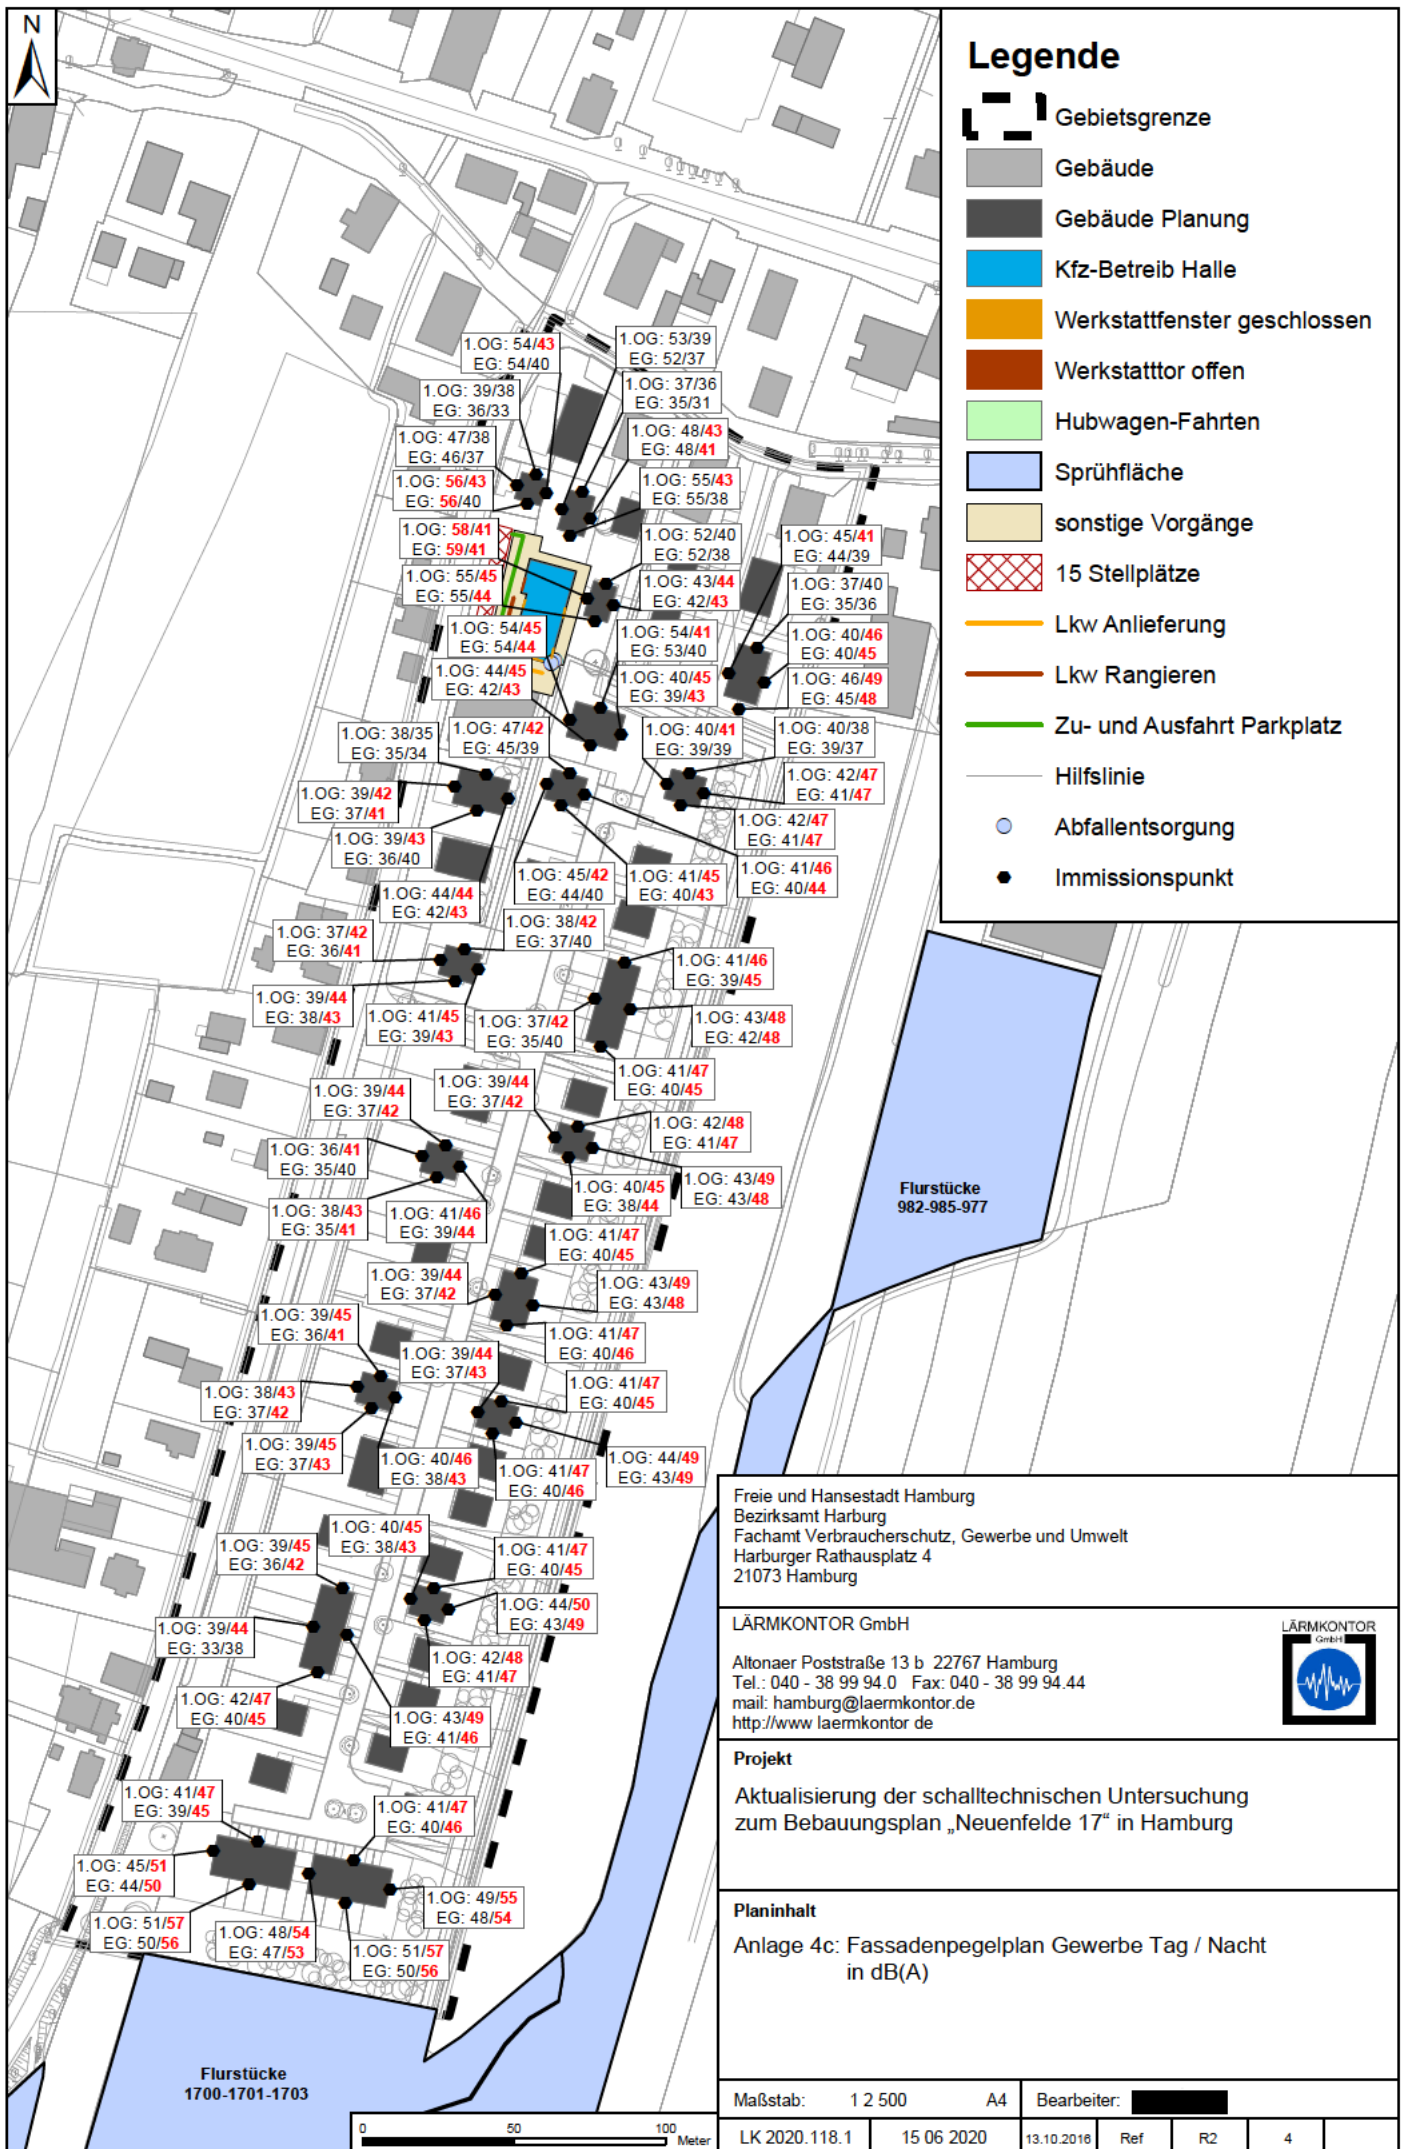 N
Legende
Gebietsgrenze
Gebäude
Gebäude Planung
Kfz-Betreib Halle
Werkstattfenster geschlossen
Werkstatttor offen
Hubwagen-Fahrten
Sprühfläche
sonstige Vorgänge
15 Stellplätze
Lkw Anlieferung
Lkw Rangieren
Zu- und Ausfahrt Parkplatz
Hilfslinie
Abfallentsorgung
Immissionspunkt
1.OG: 54/43
EG: 54/40
1.OG: 53/39
EG: 52/37
1.OG: 39/38
EG: 36/33
1.OG: 37/36
EG: 35/31
1.OG: 47/38
EG: 46/37
1.OG: 48/43
EG: 48/41
1.OG: 56/43
EG: 56/40
1.OG: 55/43
EG: 55/38
1.OG: 58/41
EG: 59/41
1.OG: 52/40
EG: 52/38
1.OG: 45/41
EG: 44/39
1.OG: 55/45
EG: 55/44
1.OG: 43/44
EG: 42/43
1.OG: 37/40
EG: 35/36
1.OG: 54/45
EG: 54/44
1.OG: 54/41
EG: 53/40
1.OG: 40/46
EG: 40/45
1.OG: 44/45
EG: 42/43
1.OG: 40/45
EG: 39/43
1.OG: 46/49
EG: 45/48
1.OG: 38/35
EG: 35/34
1.OG: 47/42
EG: 45/39
1.OG: 40/41
EG: 39/39
1.OG: 40/38
EG: 39/37
1.OG: 39/42
EG: 37/41
1.OG: 42/47
EG: 41/47
1.OG: 39/43
EG: 36/40
1.OG: 42/47
EG: 41/47
1.OG: 44/44
EG: 42/43
1.OG: 45/42
EG: 44/40
1.OG: 41/45
EG: 40/43
1.OG: 41/46
EG: 40/44
1.OG: 37/42
EG: 36/41
1.OG: 38/42
EG: 37/40
1.OG: 41/46
EG: 39/45
1.OG: 39/44
EG: 38/43
1.OG: 41/45
EG: 39/43
1.OG: 37/42
EG: 35/40
1.OG: 43/48
EG: 42/48
1.OG: 41/47
EG: 40/45
1.OG: 39/44
EG: 37/42
1.OG: 39/44
EG: 37/42
1.OG: 42/48
EG: 41/47
1.OG: 36/41
EG: 35/40
1.OG: 40/45
EG: 38/44
1.OG: 43/49
EG: 43/48
1.OG: 38/43
EG: 35/41
1.OG: 41/46
EG: 39/44
Flurstücke
982-985-977
1.OG: 41/47
EG: 40/45
1.OG: 39/44
EG: 37/42
1.OG: 43/49
EG: 43/48
1.OG: 39/45
EG: 36/41
1.OG: 41/47
EG: 40/46
1.OG: 39/44
EG: 37/43
1.OG: 38/43
EG: 37/42
1.OG: 41/47
EG: 40/45
1.OG: 39/45
EG: 37/43
1.OG: 40/46
EG: 38/43
1.OG: 41/47
EG: 40/46
1.OG: 44/49
EG: 43/49
1.OG: 40/45
EG: 38/43
1.OG: 39/45
EG: 36/42
1.OG: 41/47
EG: 40/45
1.OG: 44/50
EG: 43/49
1.OG: 39/44
EG: 33/38
1.OG: 42/48
EG: 41/47
1.OG: 42/47
EG: 40/45
1.OG: 43/49
EG: 41/46
1.OG: 41/47
EG: 39/45
1.OG: 41/47
EG: 40/46
1.OG: 45/51
EG: 44/50
1.OG: 49/55
EG: 48/54
1.OG: 51/57
EG: 50/56
1.OG: 48/54
EG: 47/53
1.OG: 51/57
EG: 50/56
Flurstücke
1700-1701-1703
0 50 100
Meter
Freie und Hansestadt Hamburg
Bezirksamt Harburg
Fachamt Verbraucherschutz, Gewerbe und Umwelt
Harburger Rathausplatz 4
21073 Hamburg
LÄRMKONTOR GmbH
Altonaer Poststraße 13 b 22767 Hamburg
Tel.: 040 - 38 99 94.0 Fax: 040 - 38 99 94.44
mail: hamburg@laermkontor.de
http://www laermkontor de
LÄRMKONTOR
GmbH
Projekt
Aktualisierung der schalltechnischen Untersuchung
zum Bebauungsplan „Neuenfelde 17“ in Hamburg
Planinhalt
Anlage 4c: Fassadenpegelplan Gewerbe Tag / Nacht
in dB(A)
Maßstab: 1 2 500 A4 Bearbeiter:
LK 2020.118.1 15 06 2020 13.10.2016 Ref R2 4